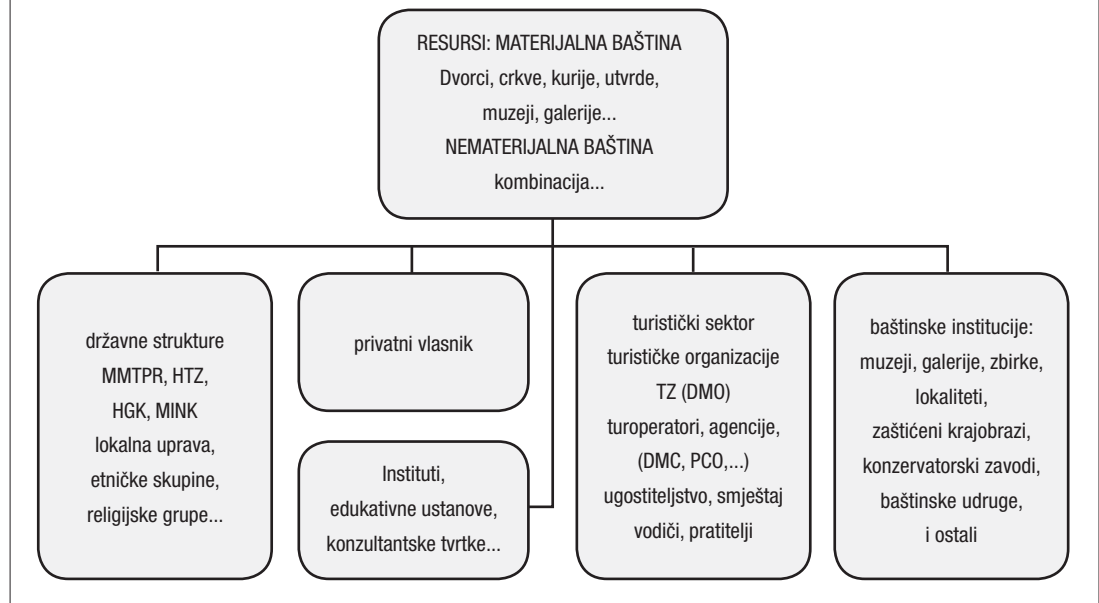 RESURSI: MATERIJALNA BAŠTINA
Dvorci, crkve, kurije, utvrde,
muzeji, galerije...
NEMATERIJALNA BAŠTINA
kombinacija...
državne strukture
MMTPR, HTZ,
HGK, MINK
lokalna uprava,
etničke skupine,
religijske grupe...
privatni vlasnik
Instituti,
edukativne ustanove,
konzultantske tvrtke...
turistički sektor
turističke organizacije
TZ (DMO)
turoperatori, agencije,
(DMC, PCO,...)
ugostiteljstvo, smještaj
vodiči, pratitelji
baštinske institucije:
muzeji, galerije, zbirke,
lokaliteti,
zaštićeni krajobrazi,
konzervatorski zavodi,
baštinske udruge,
i ostali